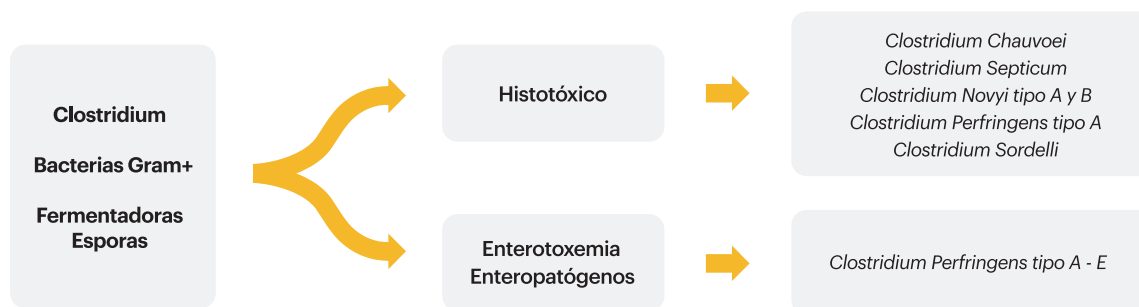 Clostridium
Bacterias Gram+
Fermentadoras
Esporas
Histotóxico
Clostridium Chauvoei
Clostridium Septicum
Clostridium Novyi tipo A y B
Clostridium Perfringens tipo A
Clostridium Sordelli
Enterotoxemia
Enteropatógenos
Clostridium Perfringens tipo A - E